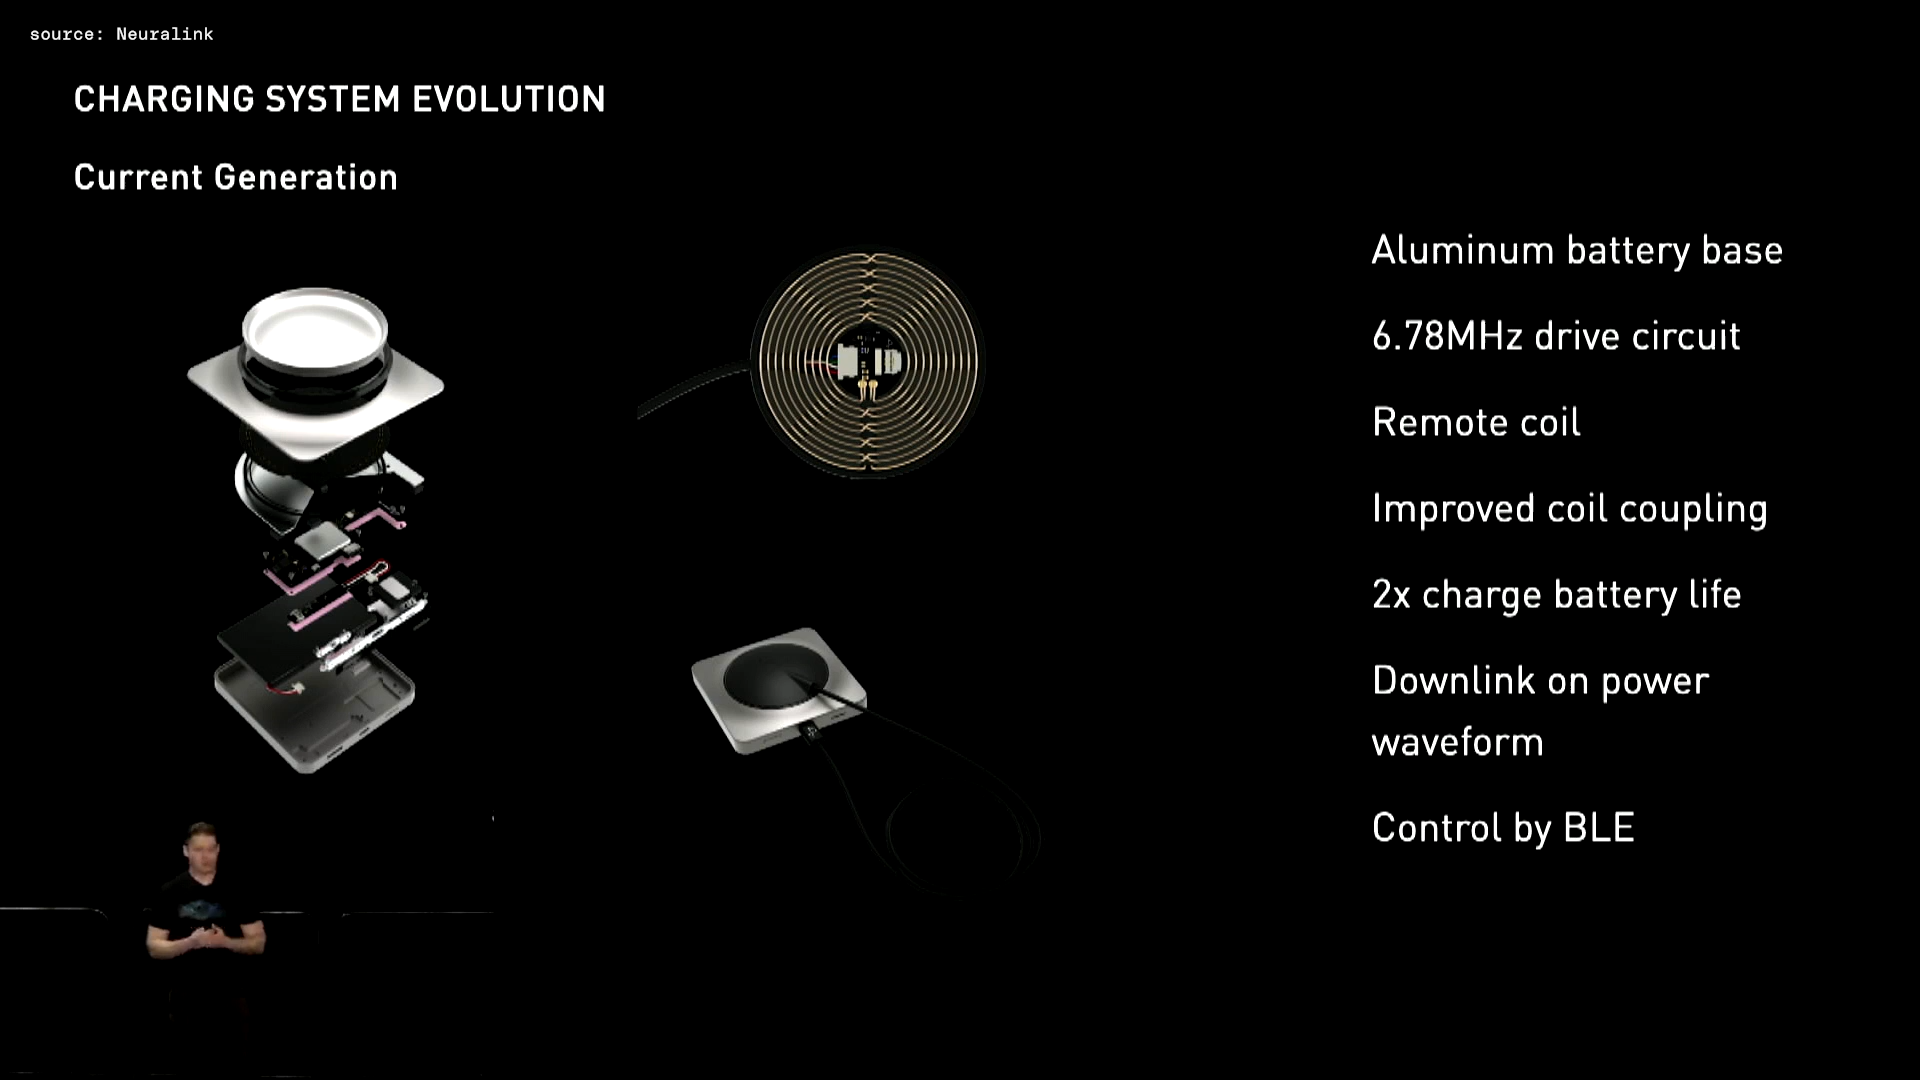 source: Neuralink
CHARGING SYSTEM EVOLUTION
Current Generation
Aluminum battery base
6.78MHz drive circuit
Remote coil
Improved coil coupling
2x charge battery life
Downlink on power
waveform
Control by BLE